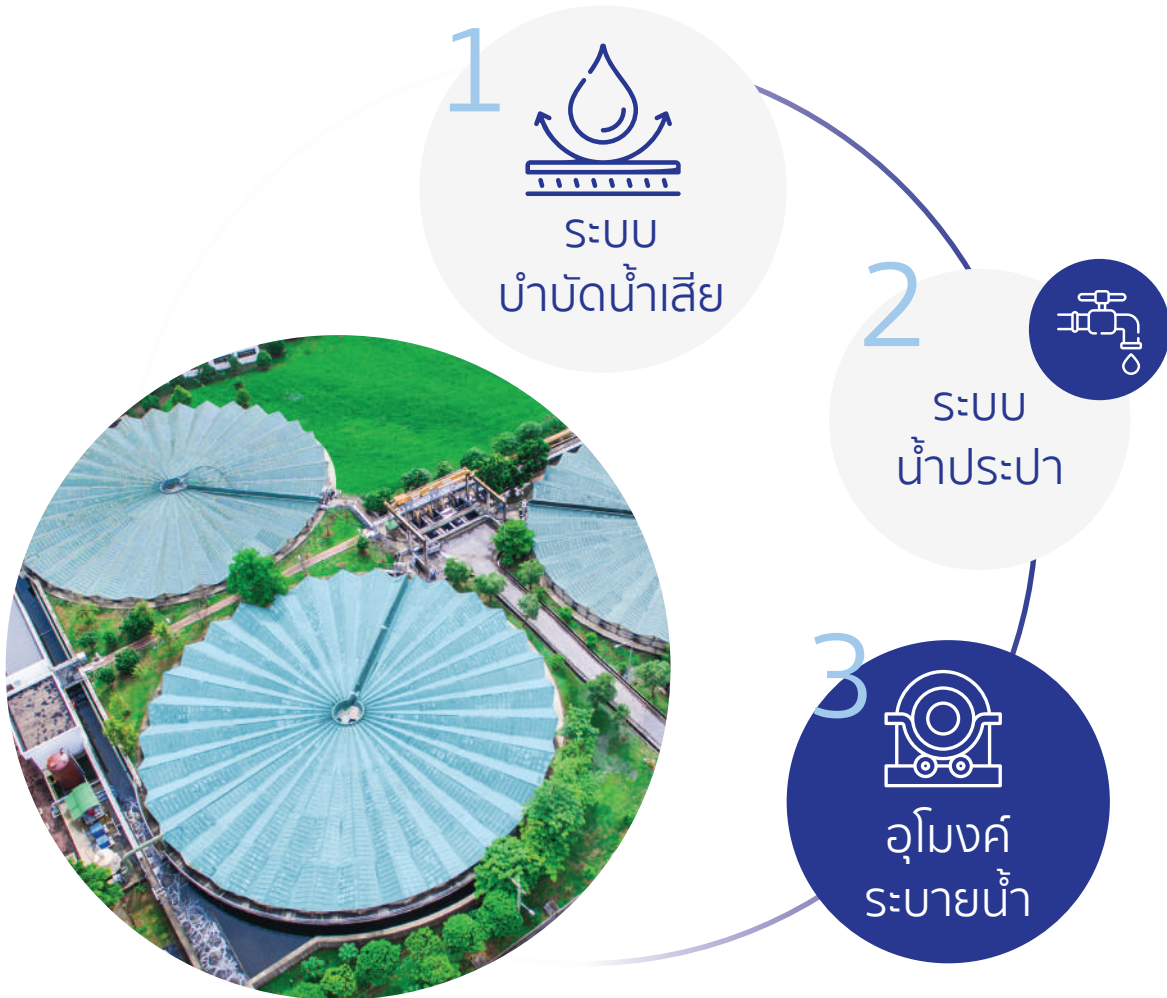 1
ระบบ
บำบัดน้ำเสีย
2
ระบบ
น้ำประปา
3
อุโมงค์
ระบายน้ำ